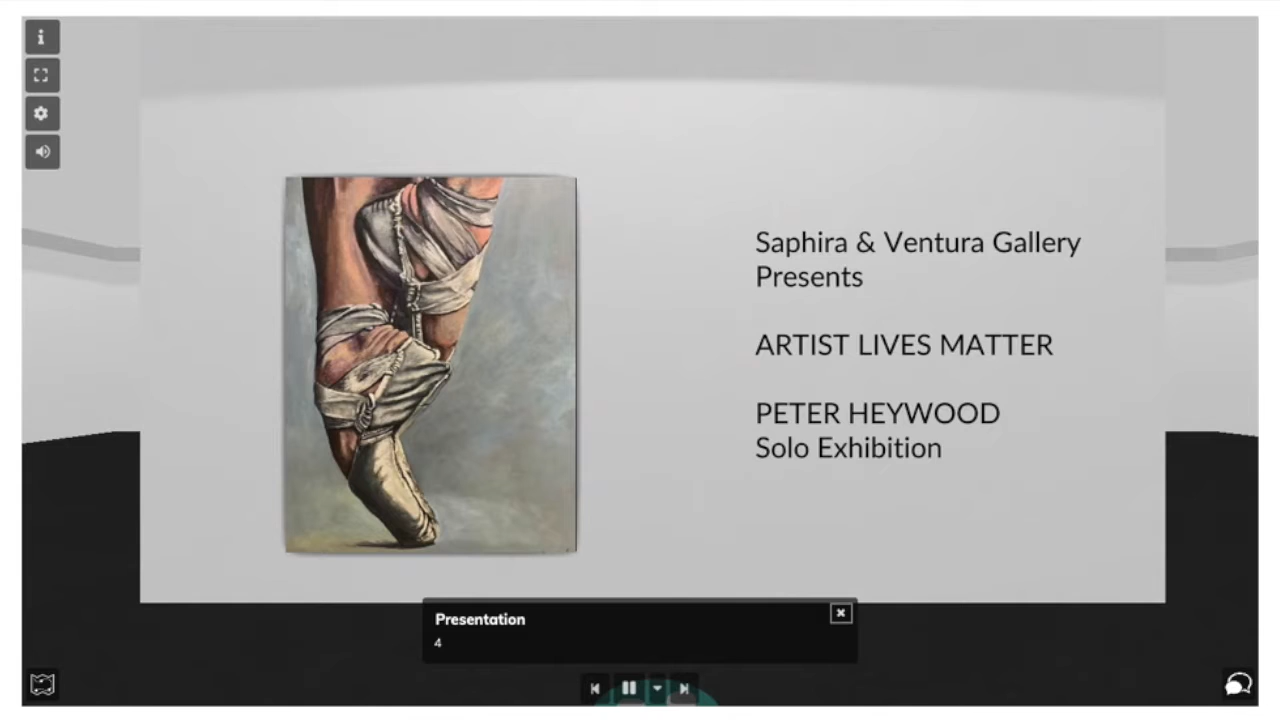 Saphira & Ventura Gallery
Presents
ARTIST LIVES MATTER
PETER HEYWOOD
Solo Exhibition
Presentation
4